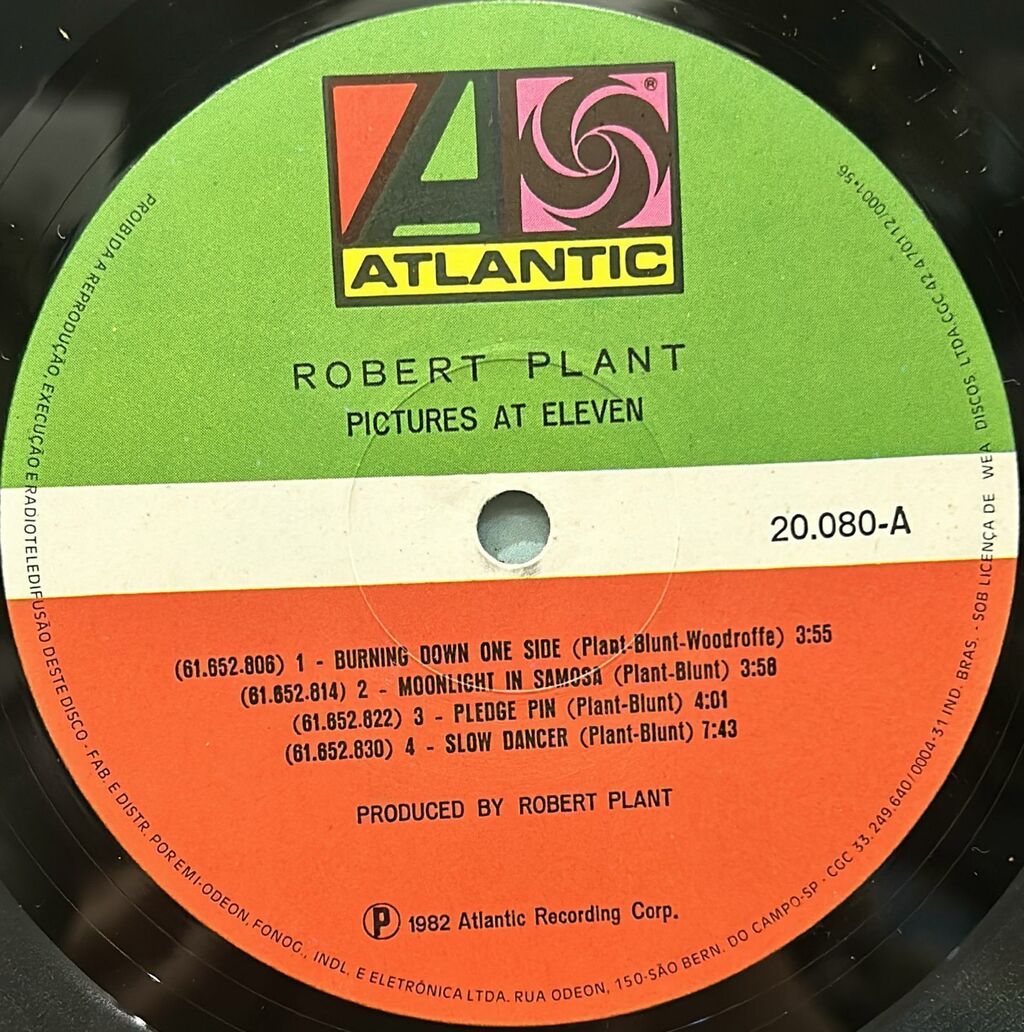 ®
ATLANTIC
ROBERT PLANT
PICTURES AT ELEVEN
20.080-A
(61.652.806) 1 - BURNING DOWN ONE SIDE (Plant-Blunt-Woodroffe) 3:55
(61.652.814) 2 - MOONLIGHT IN SAMOSA (Plant-Blunt) 3:58
(61.652.822) 3 - PLEDGE PIN (Plant-Blunt) 4:01
(61.652.830) 4 - SLOW DANCER (Plant-Blunt) 7:43
PRODUCED BY ROBERT PLANT
Ⓟ 1982 Atlantic Recording Corp.
PROIBIDA A REPRODUÇÃO, EXECUÇÃO E RADIOTELEDIFUSÃO DESTE DISCO - FAB. E DISTR. POR EMI-ODEON, FONOG., INDL. E ELETRÔNICA LTDA. RUA ODEON, 150-SÃO BERN. DO CAMPO-SP - CGC 33.249.640/0004-31 IND. BRAS. - SOB LICENÇA DE WEA DISCOS LTDA. CGC 42 470112/0001-56